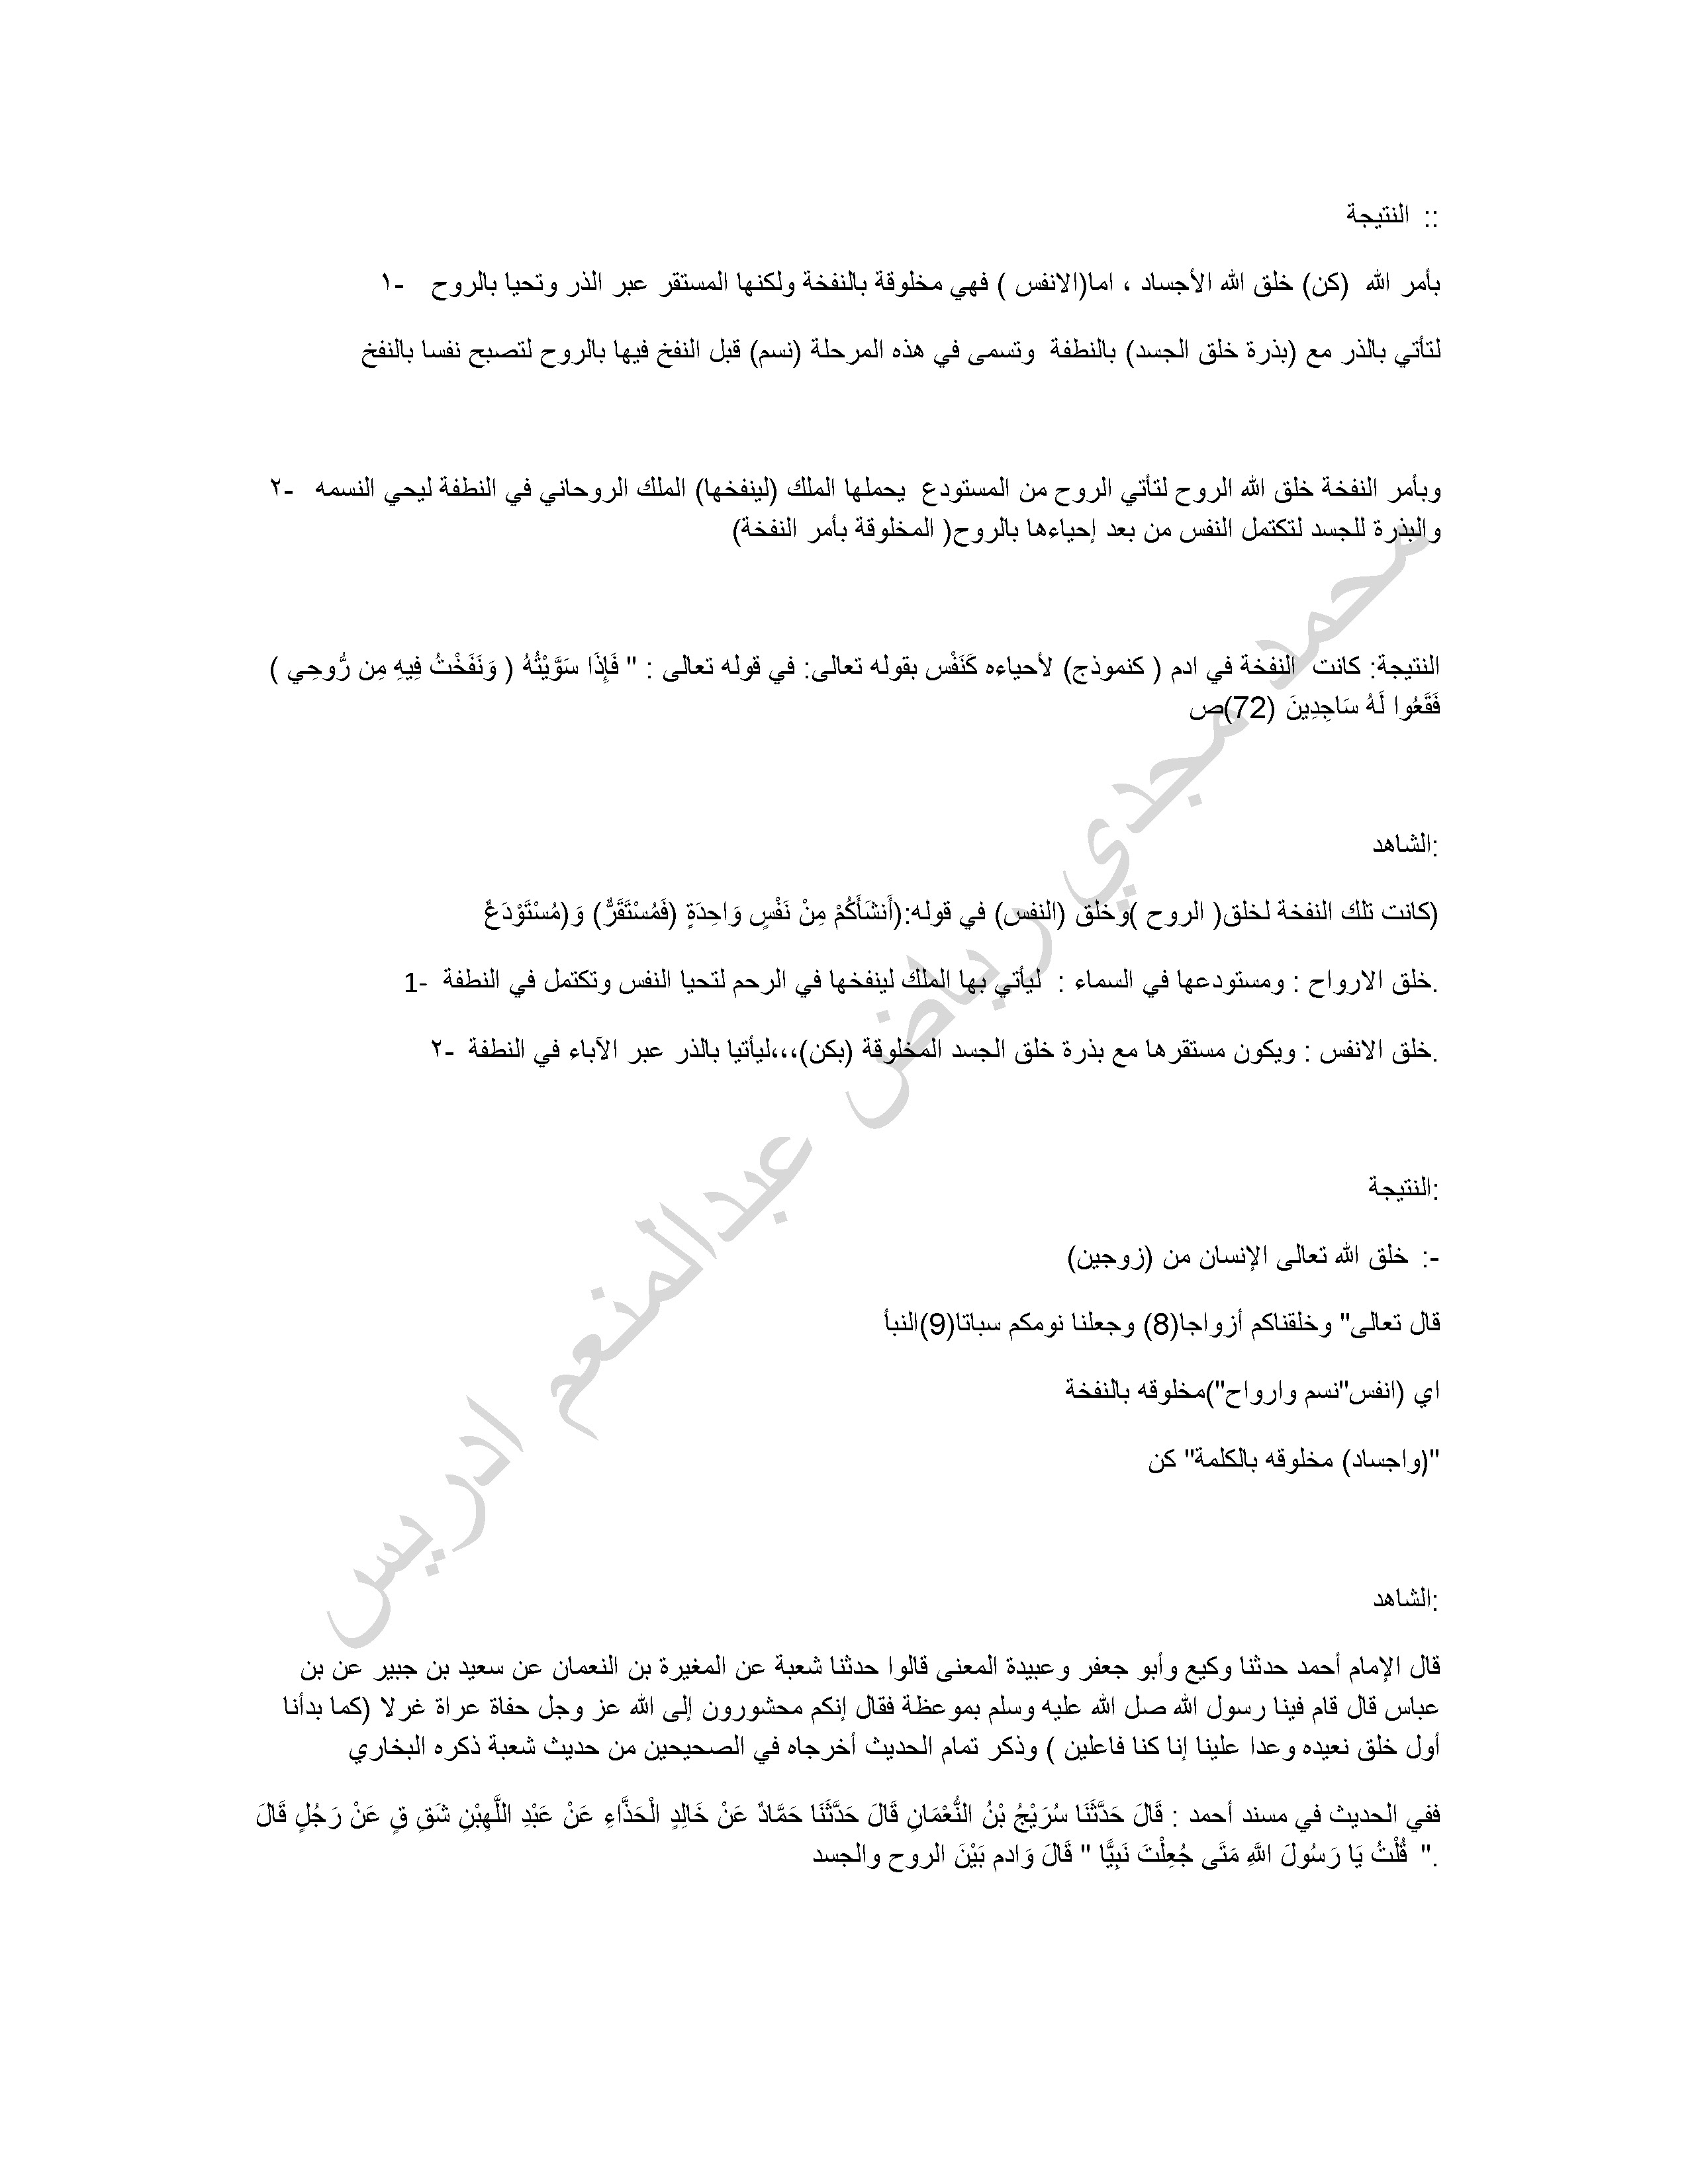 :: النتيجة
بأمر الله (كن) خلق الله الأجساد ، اما(الانفس ) فهي مخلوقة بالنفخة ولكنها المستقر عبر الذر وتحيا بالروح -١
لتأتي بالذر مع (بذرة خلق الجسد) بالنطفة وتسمى في هذه المرحلة (نسم) قبل النفخ فيها بالروح لتصبح نفسا بالنفخ
وبأمر النفخة خلق الله الروح لتأتي الروح من المستودع يحملها الملك (لينفخها) الملك الروحاني في النطفة ليحي النسمه -٢
والبذرة للجسد لتكتمل النفس من بعد إحياءها بالروح( المخلوقة بأمر النفخة)
النتيجة: كانت النفخة في ادم ( كنموذج) لأحياءه كَنَفْس بقوله تعالى: في قوله تعالى : " فَإِذَا سَوَّيْتُهُ ( وَنَفَخْتُ فِيهِ مِن رُّوحِي )
فَقَعُوا لَهُ سَاجِدِينَ (72)ص
:الشاهد
(كانت تلك النفخة لخلق( الروح )وخلق (النفس) في قوله:(أَنشَأَكُمْ مِنْ نَفْسٍ وَاحِدَةٍ (فَمُسْتَقَرٌّ) وَ(مُسْتَوْدَعٌ
.خلق الارواح : ومستودعها في السماء : ليأتي بها الملك لينفخها في الرحم لتحيا النفس وتكتمل في النطفة -1
.خلق الانفس : ويكون مستقرها مع بذرة خلق الجسد المخلوقة (بكن)،،،ليأتيا بالذر عبر الآباء في النطفة -٢
:النتيجة
-: خلق الله تعالى الإنسان من (زوجين)
قال تعالى" وخلقناكم أزواجا(8) وجعلنا نومكم سباتا(9)النبأ
اي (انفس"نسم وارواح")مخلوقه بالنفخة
"(واجساد) مخلوقه بالكلمة" كن
:الشاهد
قال الإمام أحمد حدثنا وكيع وأبو جعفر وعبيدة المعنى قالوا حدثنا شعبة عن المغيرة بن النعمان عن سعيد بن جبير عن بن
عباس قال قام فينا رسول الله صل الله عليه وسلم بموعظة فقال إنكم محشورون إلى الله عز وجل حفاة عراة غرلا (كما بدأنا
أول خلق نعيده وعدا علينا إنا كنا فاعلين ) وذكر تمام الحديث أخرجاه في الصحيحين من حديث شعبة ذكره البخاري
ففي الحديث في مسند أحمد : قَالَ حَدَّثَنَا سُرَيْجُ بْنُ النُّعْمَانِ قَالَ حَدَّثَنَا حَمَّادٌ عَنْ خَالِدٍ الْحَذَّاءِ عَنْ عَبْدِ اللَّهِبْنِ شَقِ قٍ عَنْ رَجُلٍ قَالَ
." قُلْتُ يَا رَسُولَ اللَّهِ مَتَى جُعِلْتَ نَبِيًّا " قَالَ وَادم بَيْنَ الروح والجسد
محمد مجدي رياض عبدالمنعم ادريس